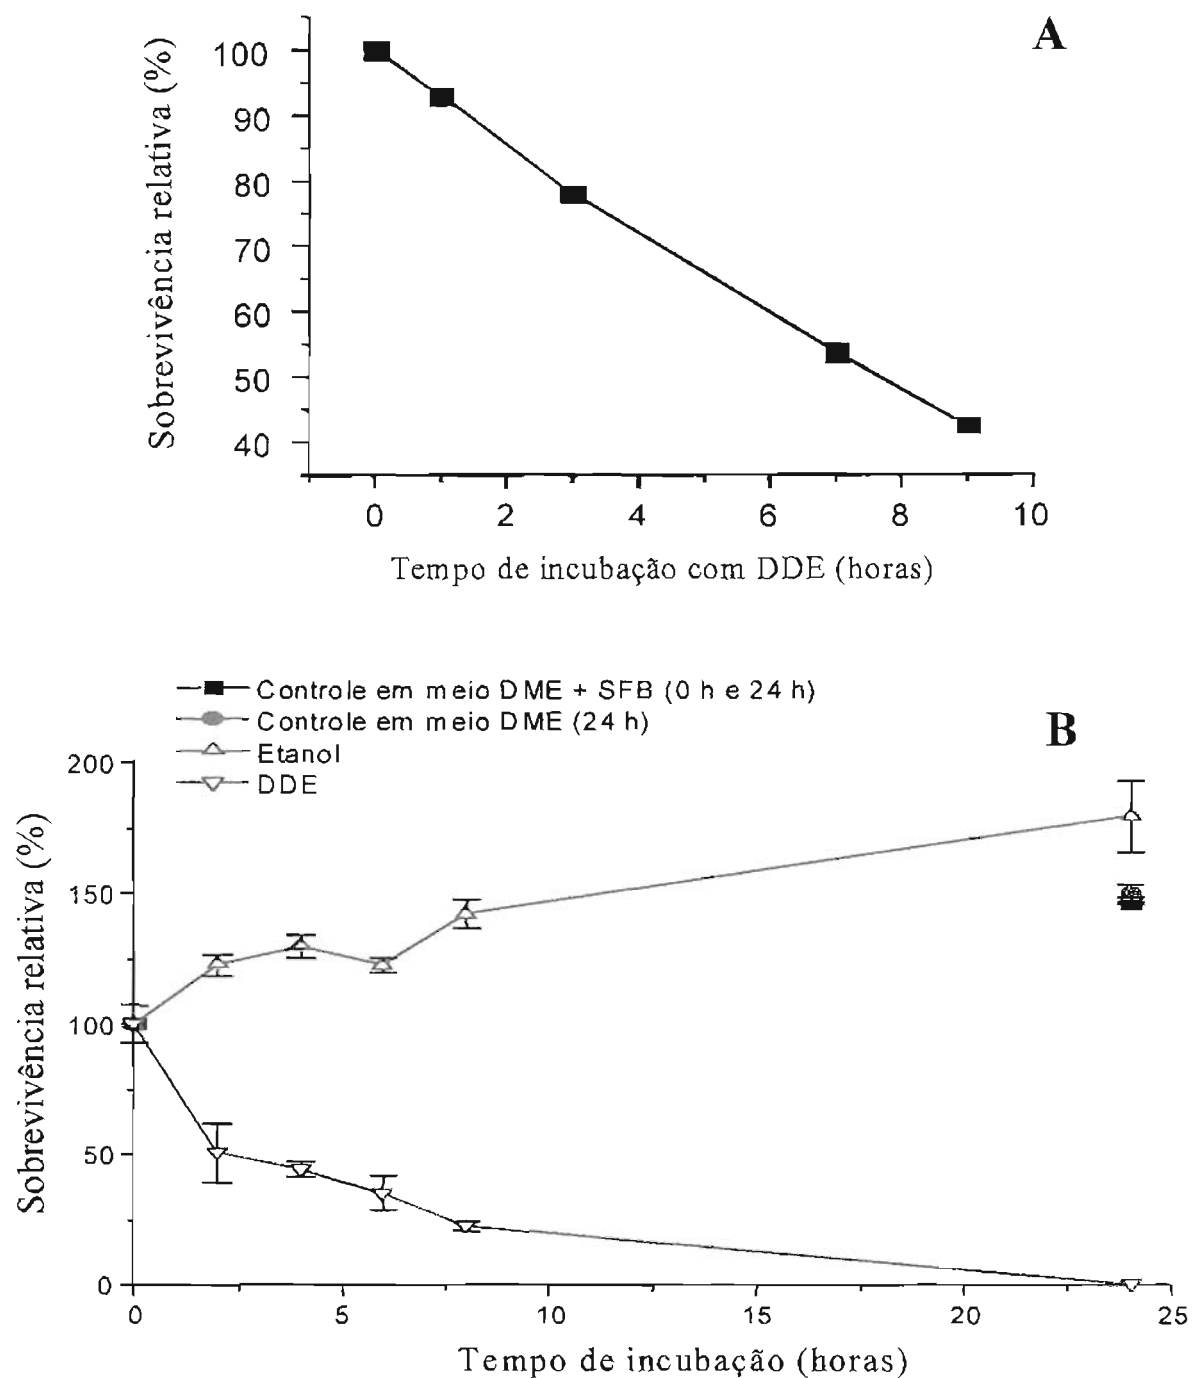 A
Sobrevivência relativa (%)
100
90
80
70
60
50
40
0 2 4 6 8 10
Tempo de incubação com DDE (horas)
Controle em meio DME + SFB (0 h e 24 h)
Controle em meio DME (24 h)
Etanol
DDE
B
Sobrevivência relativa (%)
200
150
100
50
0
0 5 10 15 20 25
Tempo de incubação (horas)